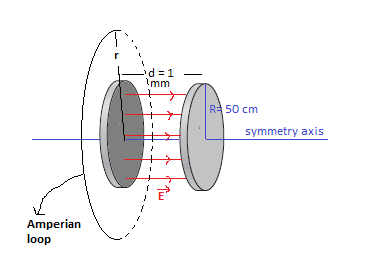 r
d = 1
mm
R= 50 cm
symmetry axis
E
Amperian
loop